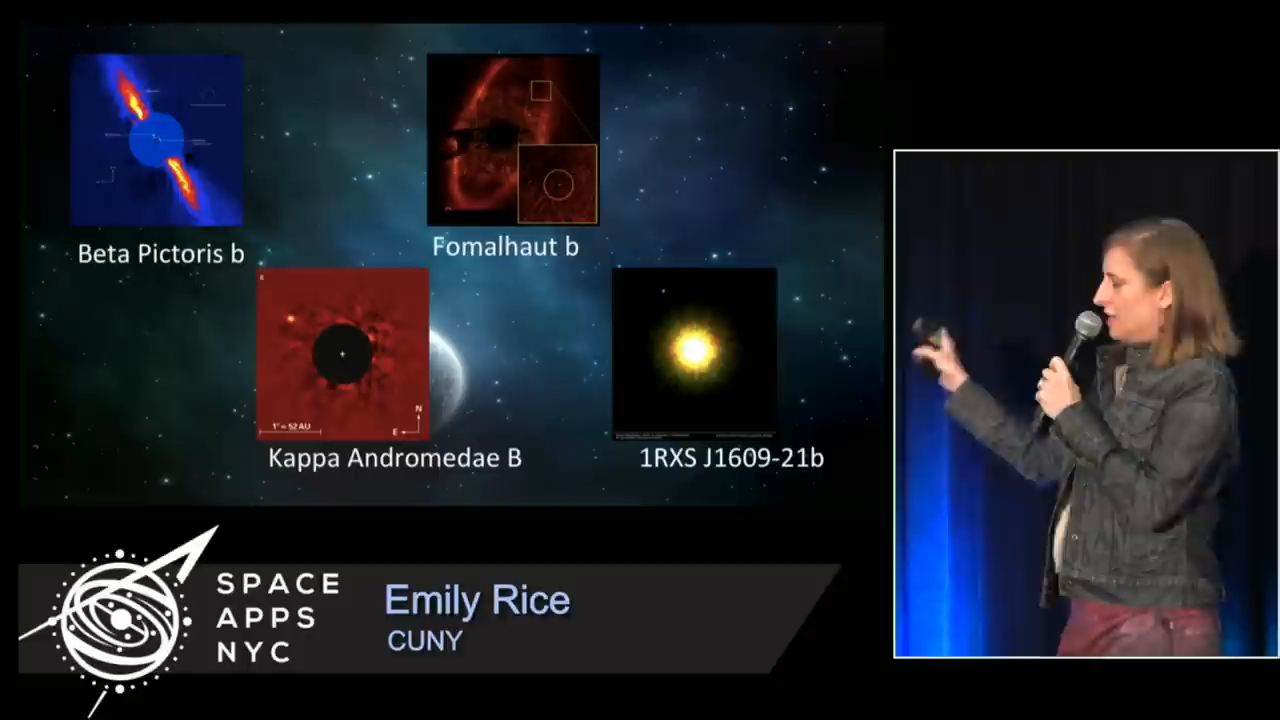 Beta Pictoris b
Fomalhaut b
1" = 52 AU
N
E
Kappa Andromedae B
1RXS J1609-21b
SPACE
APPS
NYC
Emily Rice
CUNY